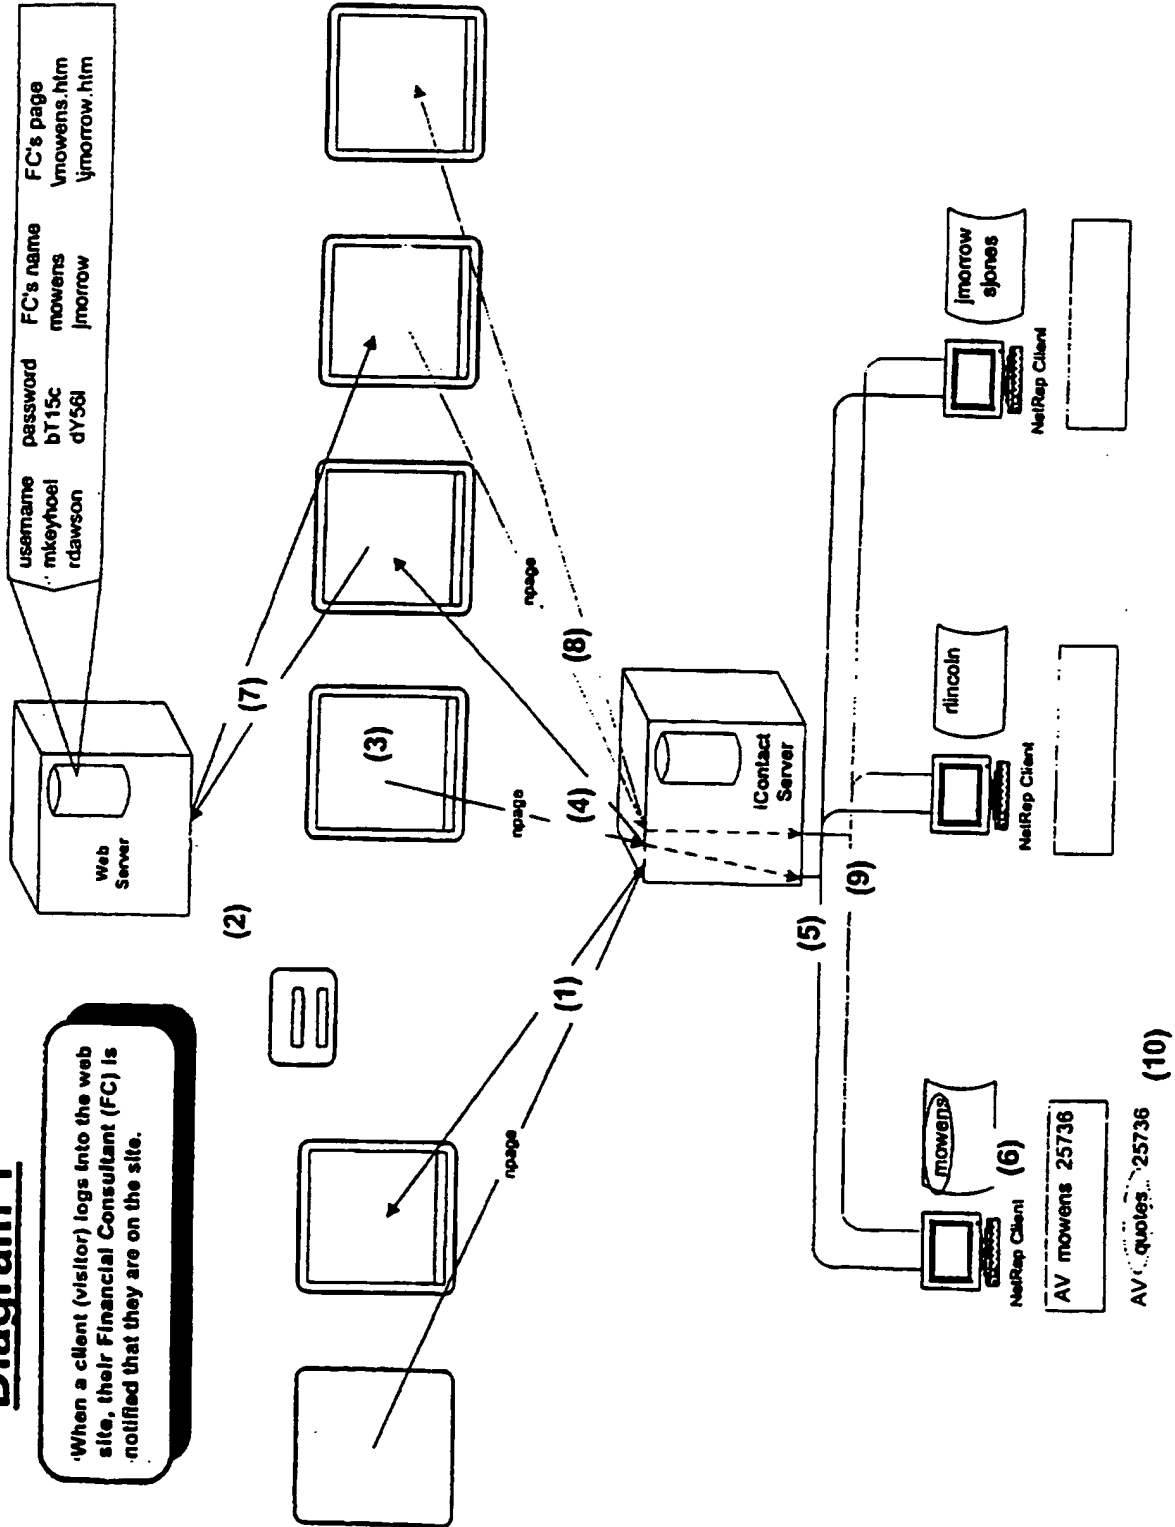 Diagram 1
When a client (visitor) logs into the web
site, their Financial Consultant (FC) is
notified that they are on the site.
Web
Server
username password FC's name FC's page
mkeyhoel bT15c mowens \mowens.htm
rdawson dY56l jmorrow \jmorrow.htm
(2)
(7)
(3)
npage
(1)
npage
(4)
(8)
npage
IContact
Server
(5)
(9)
NetRep Client
mowens
(6)
AV mowens 25736
AV quotes 25736
(10)
NetRep Client
rlincoln
NetRep Client
jmorrow
sjones